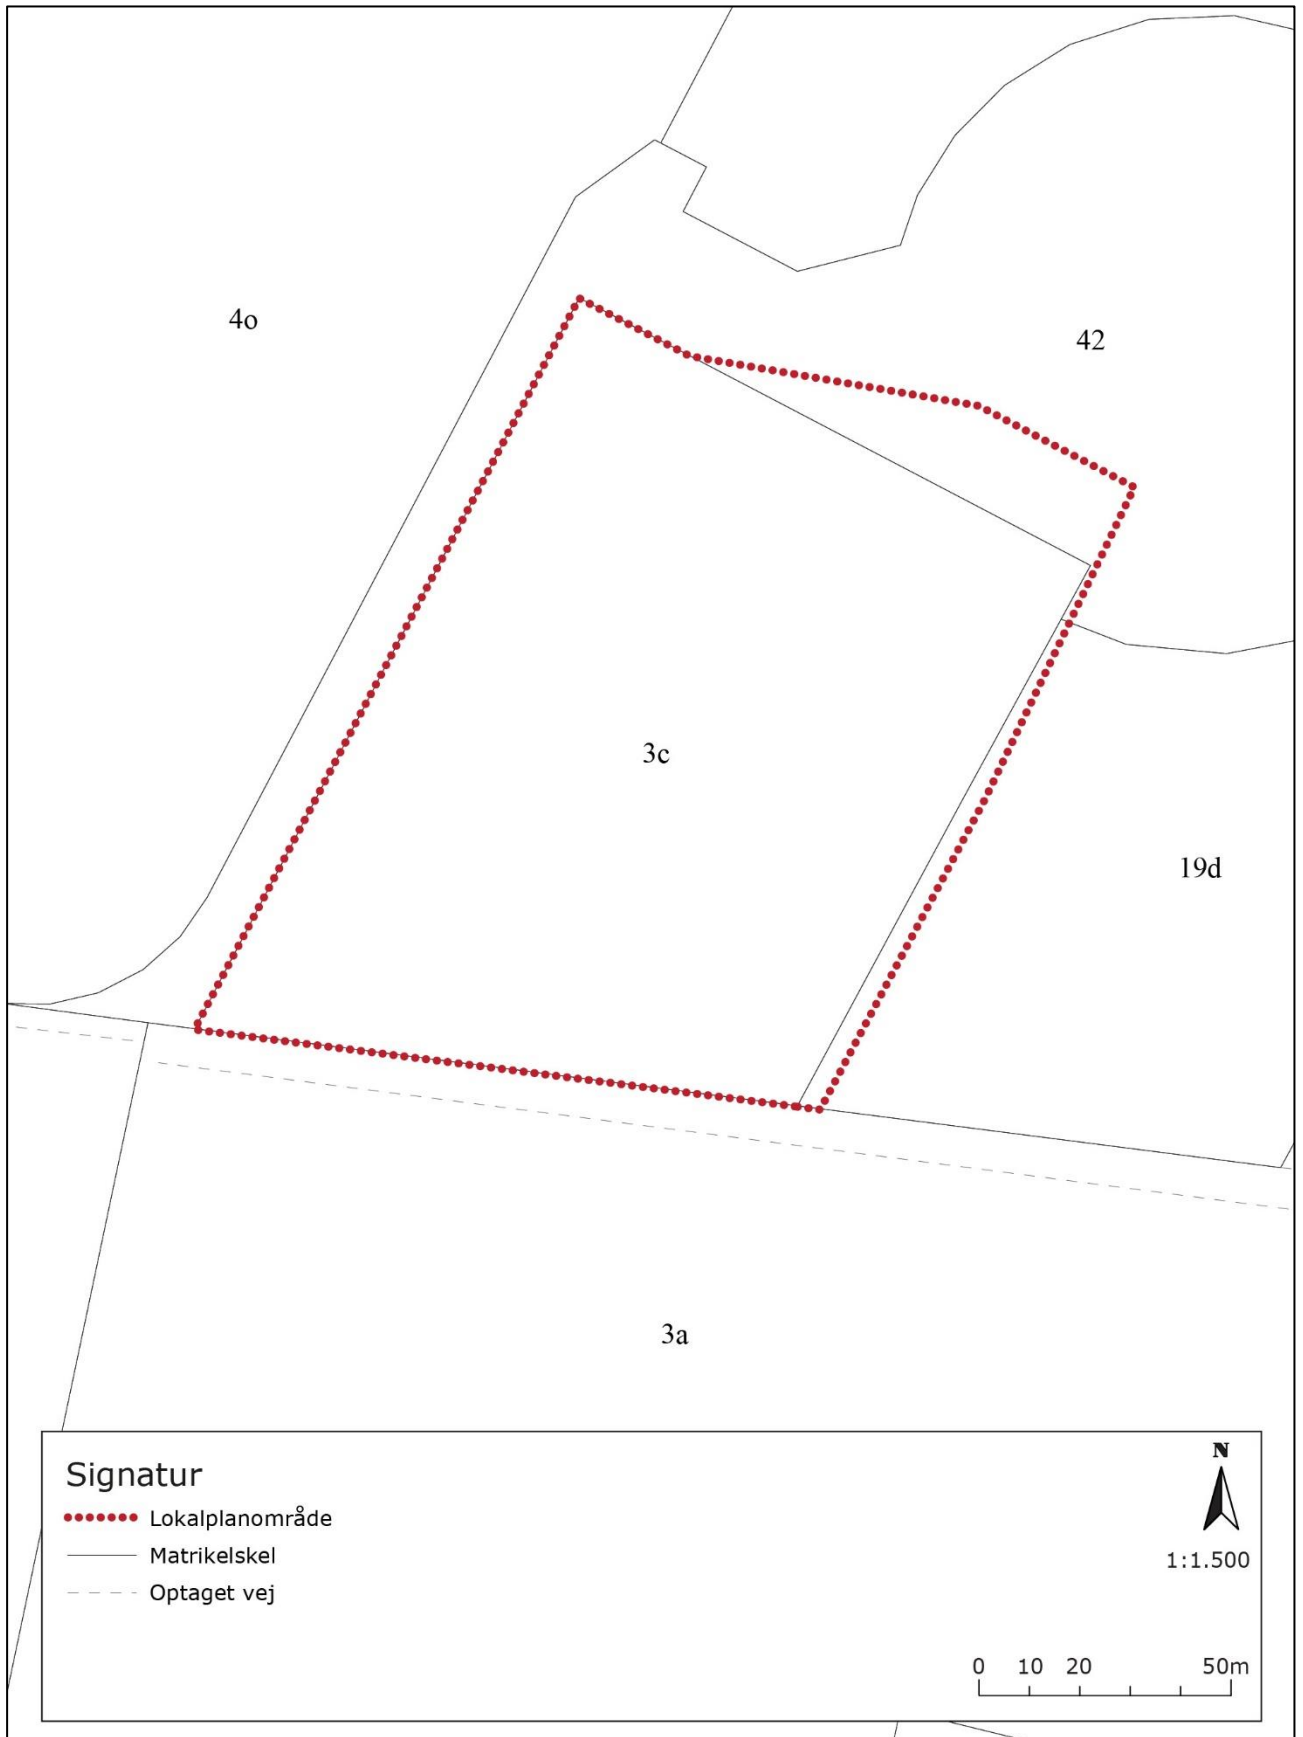 4o
42
3c
19d
3a
Signatur
Lokalplanområde
Matrikelskel
Optaget vej
N
1:1.500
0 10 20 50m